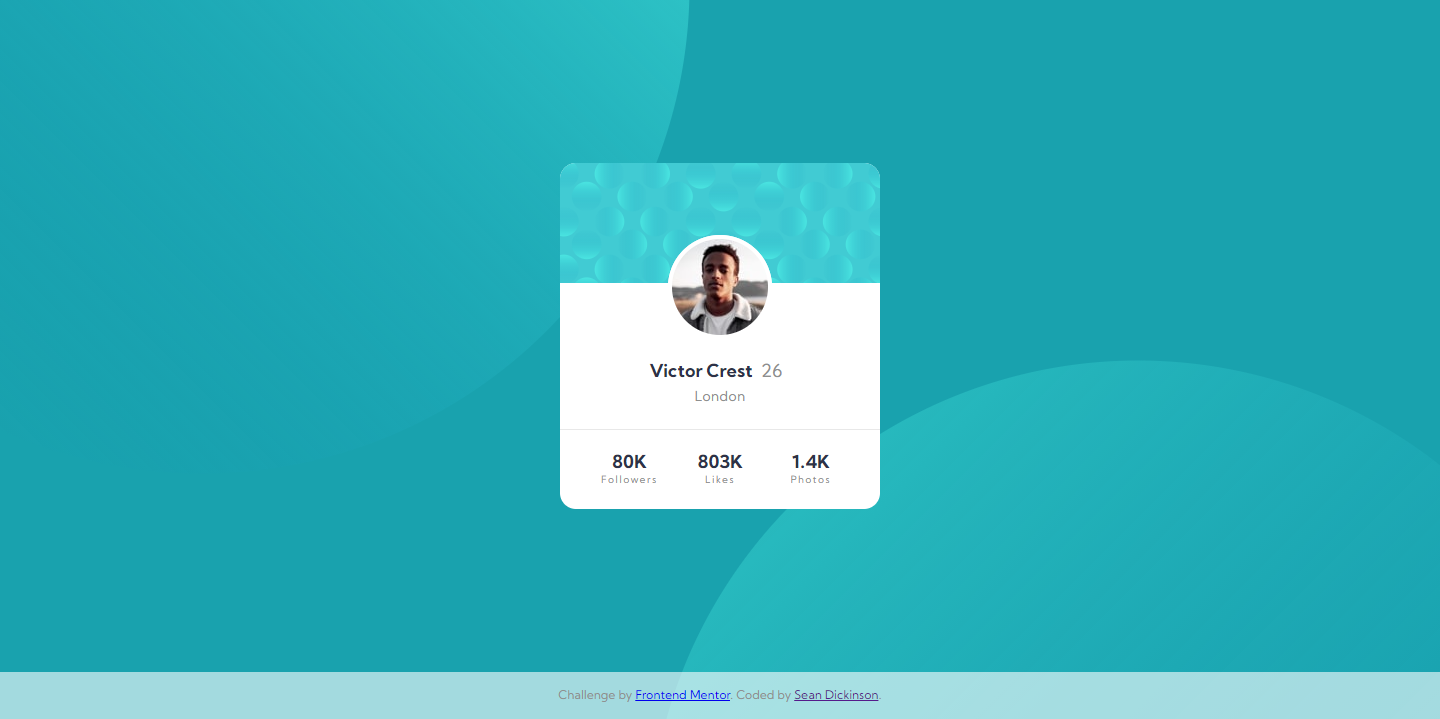 Victor Crest 26
London
80K 803K 1.4K
Followers Likes Photos
Challenge by Frontend Mentor. Coded by Sean Dickinson.